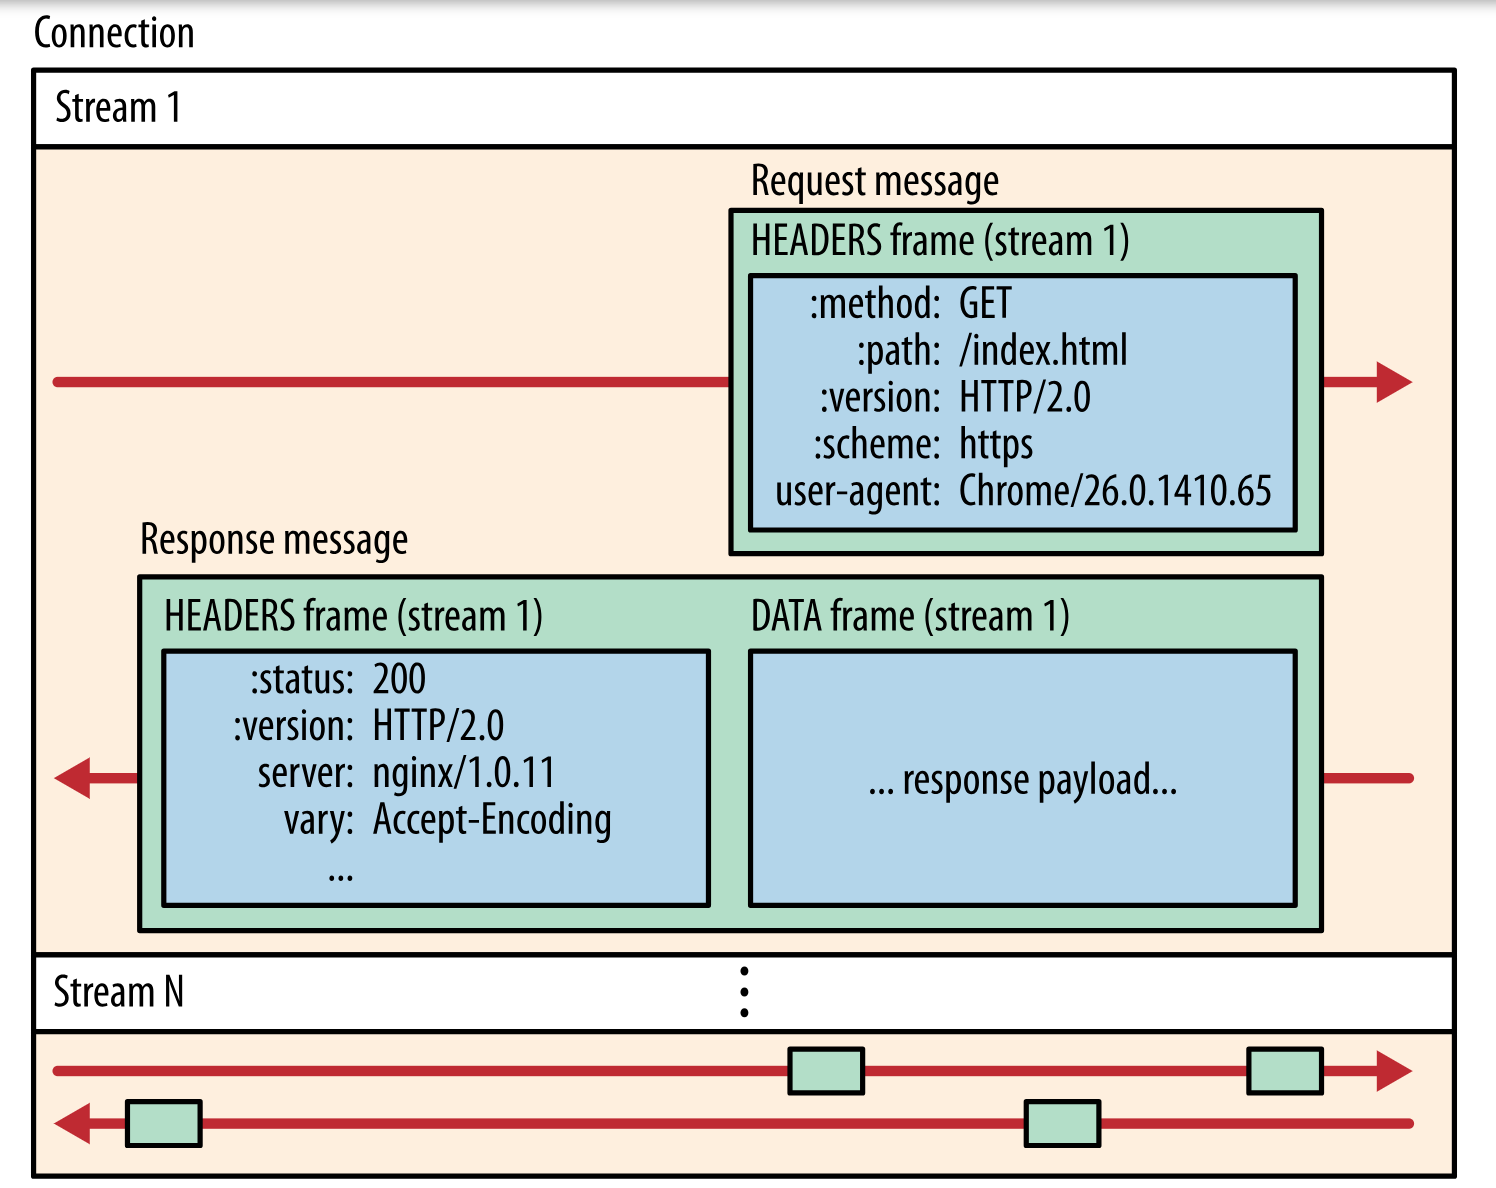 Connection
Stream 1
Request message
HEADERS frame (stream 1)
:method: GET
:path: /index.html
:version: HTTP/2.0
:scheme: https
user-agent: Chrome/26.0.1410.65
Response message
HEADERS frame (stream 1)
:status: 200
:version: HTTP/2.0
server: nginx/1.0.11
vary: Accept-Encoding
...
DATA frame (stream 1)
... response payload...
Stream N